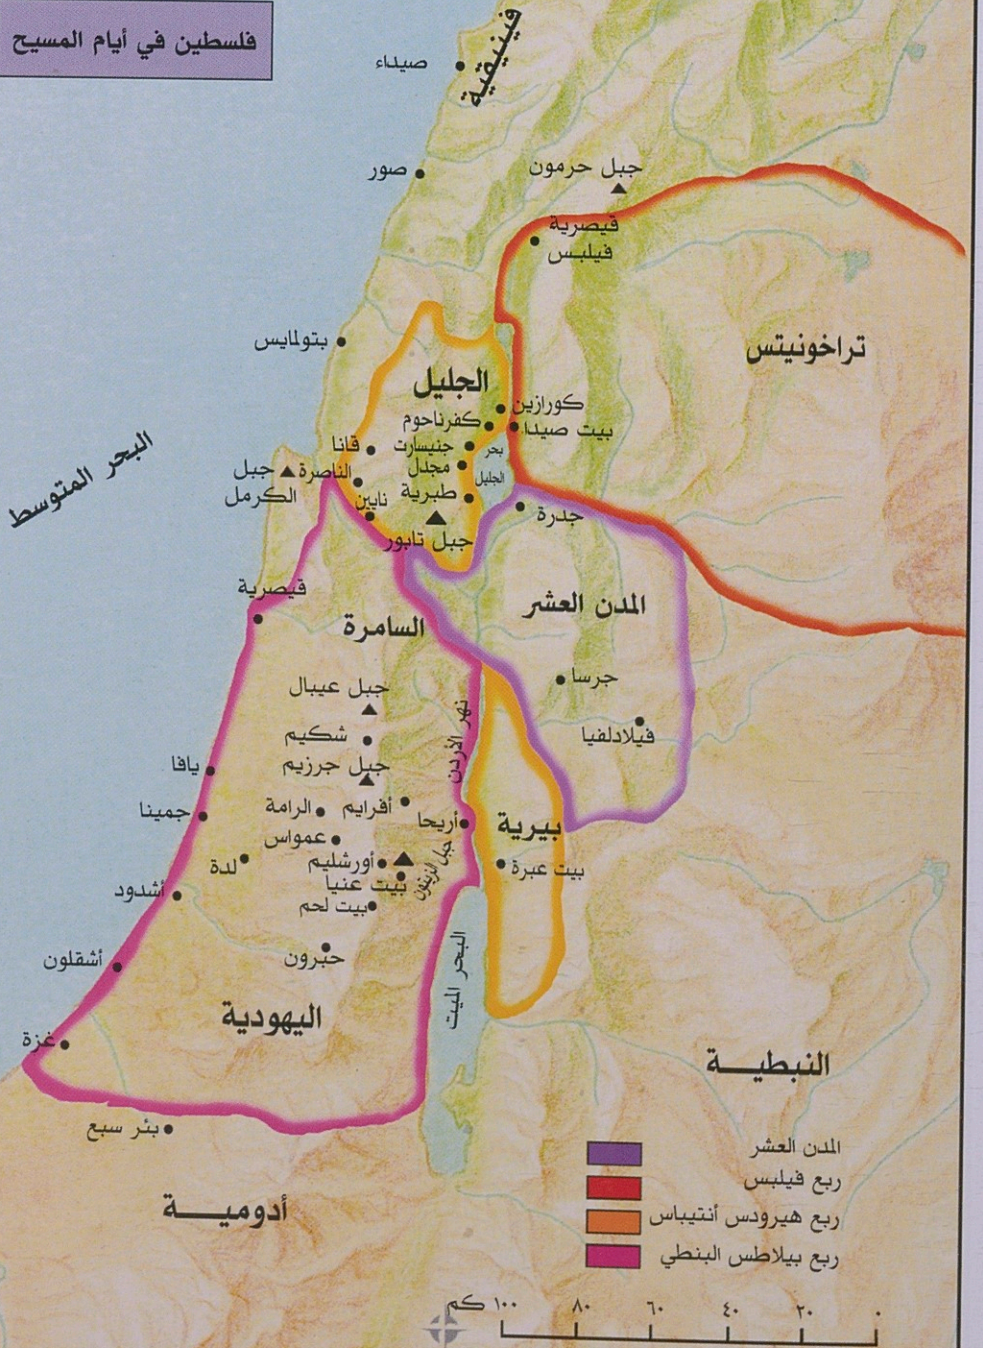 فلسطين في أيام المسيح
فينيقية
صيداء
صور
جبل حرمون
قيصرية
فيلبس
بتولمايس
تراخونيتس
الجليل
كورازين
كفرناحوم
بيت صيدا
قانا
جنيسارت
بحر
الجليل
مجدل
جبل
الكرمل
الناصرة
طبرية
نايين
جدرة
جبل تابور
البحر المتوسط
قيصرية
السامرة
المدن العشر
جبل عيبال
جرسا
شكيم
نهر الأردن
فيلادلفيا
جبل جرزيم
يافا
جمينا
الرامة
أفرايم
أريحا
بيرية
عمواس
لدة
أورشليم
جبل الزيتون
بيت عبرة
بيت عنيا
بيت لحم
أشدود
حبرون
أشقلون
البحر الميت
اليهودية
غزة
النبطية
بئر سبع
أدومية
المدن العشر
ربع فيلبس
ربع هيرودس أنتيباس
ربع بيلاطس البنطي
٠ ٢٠ ٤٠ ٦٠ ٨٠ ١٠٠ كم